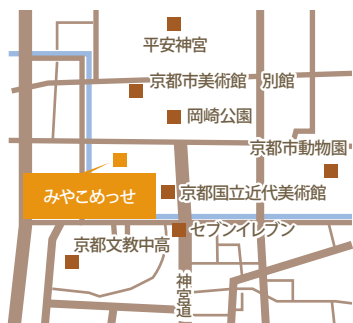 平安神宮
京都市美術館 別館
岡崎公園
京都市動物園
みやこめっせ
京都国立近代美術館
セブンイレブン
京都文教中高
神宮道